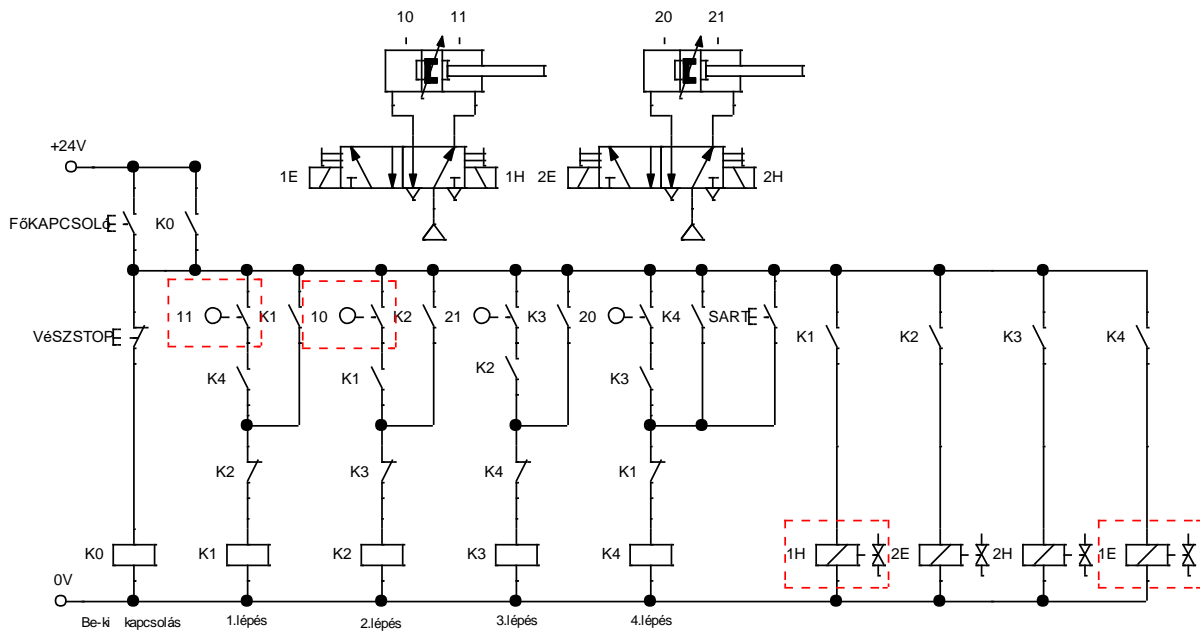 10 11 20 21
+24V
1E 1H 2E 2H
FőKAPCSOLó K0
11 K1 10 K2 21 K3 20 K4 SART K1 K2 K3 K4
VéSZSTOP
K4 K1 K2 K3
K2 K3 K4 K1
K0 K1 K2 K3 K4 1H 2E 2H 1E
0V
Be-ki kapcsolás 1.lépés 2.lépés 3.lépés 4.lépés